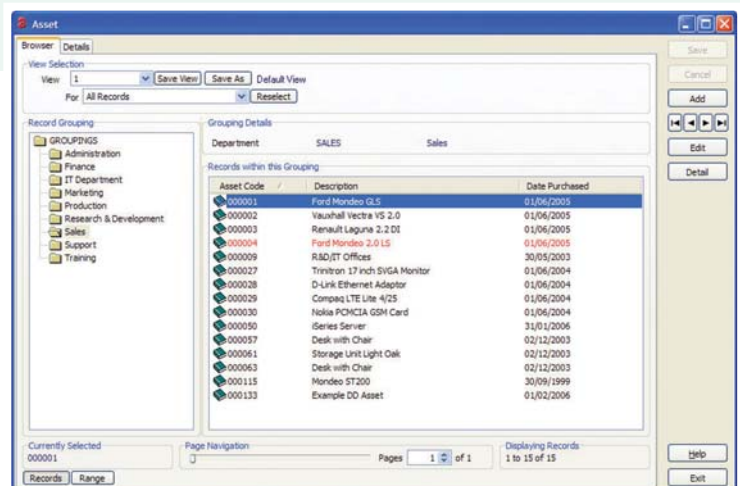 Asset
Browser Details
Save
View Selection
View 1 Save View Save As Default View
Cancel
For All Records Reselect
Add
Record Grouping
Grouping Details
GROUPINGS
Department SALES Sales
Edit
Administration
Finance
Records within this Grouping
Detail
IT Department
Marketing
Production
Research & Development
Sales
Support
Training
Asset Code Description Date Purchased
000001 Ford Mondeo GLS 01/06/2005
000002 Vauxhall Vectra VS 2.0 01/06/2005
000003 Renault Laguna 2.2 DI 01/06/2005
000004 Ford Mondeo 2.0 LS 01/06/2005
000009 R&D/IT Offices 30/05/2003
000027 Trinitron 17 inch SVGA Monitor 01/06/2004
000028 D-Link Ethernet Adaptor 01/06/2004
000029 Compaq LTE Lite 4/25 01/06/2004
000030 Nokia PCMCIA GSM Card 01/06/2004
000050 iSeries Server 31/01/2006
000057 Desk with Chair 02/12/2003
000061 Storage Unit Light Oak 02/12/2003
000063 Desk with Chair 02/12/2003
000115 Mondeo ST200 30/09/1999
000133 Example DD Asset 01/02/2006
Currently Selected
000001
Page Navigation
Pages 1 of 1
Displaying Records
1 to 15 of 15
Help
Records Range
Exit